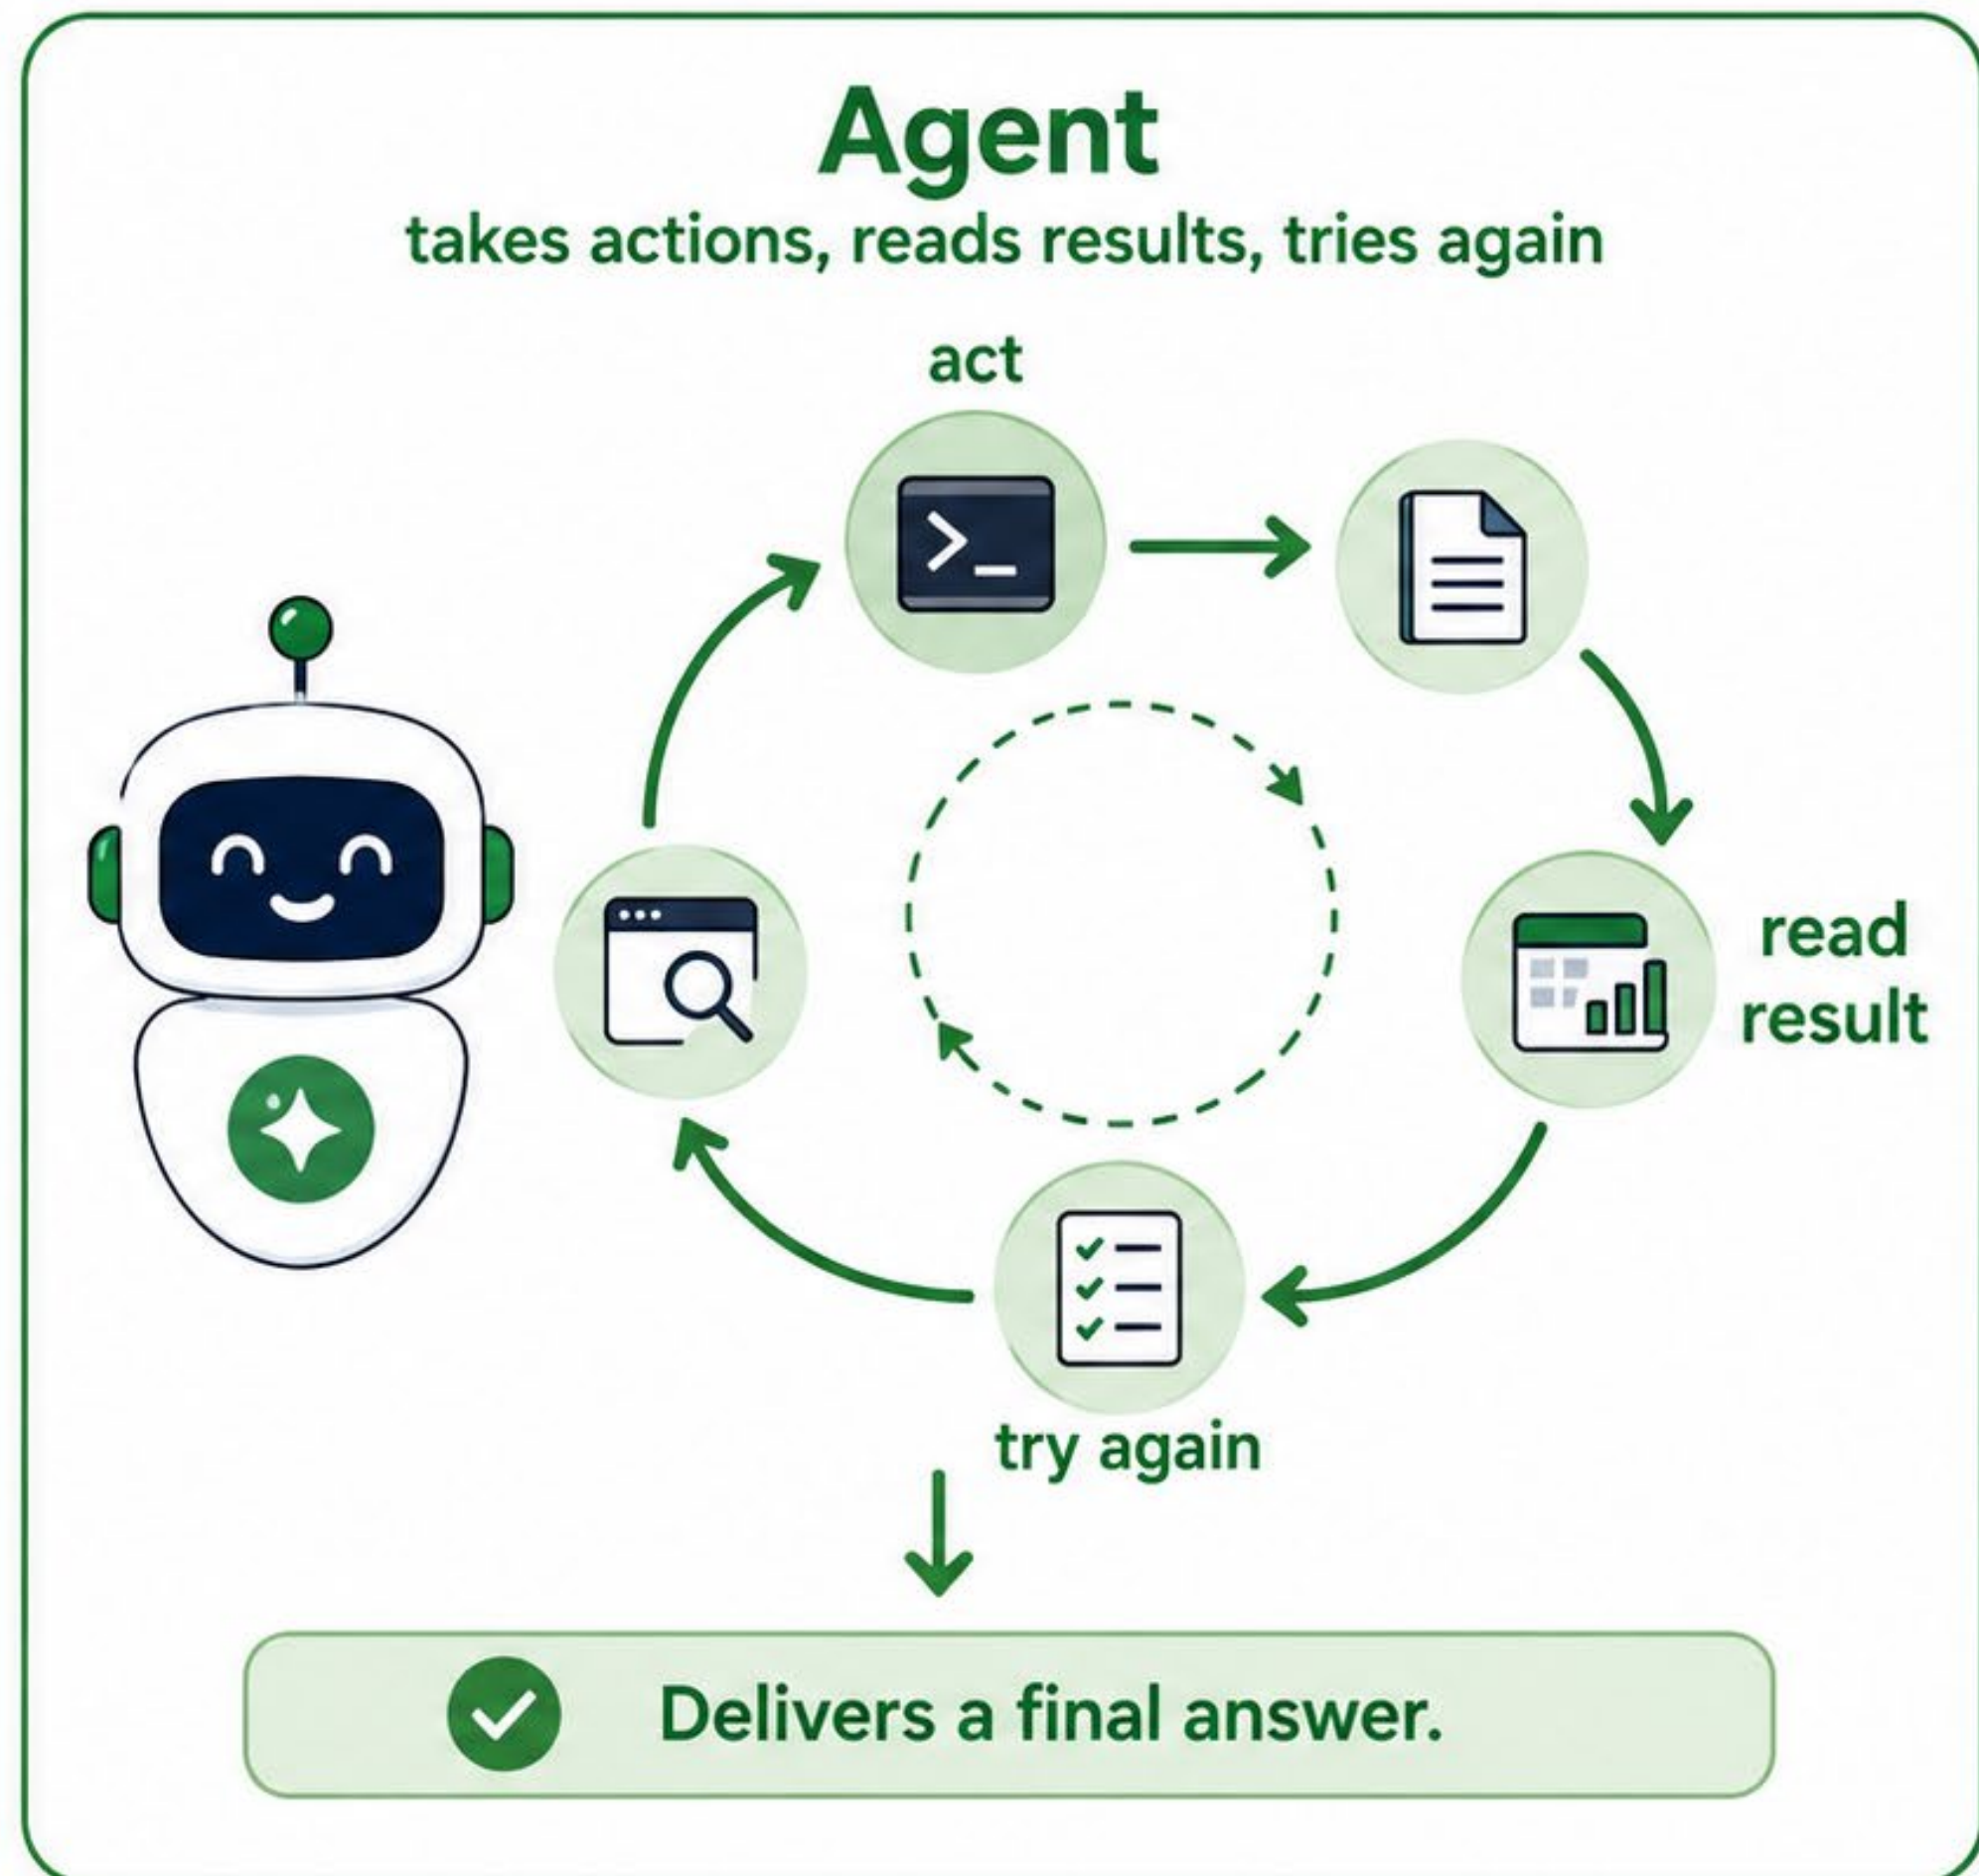 Agent
takes actions, reads results, tries again
act
>_
read
result
try again
Delivers a final answer.